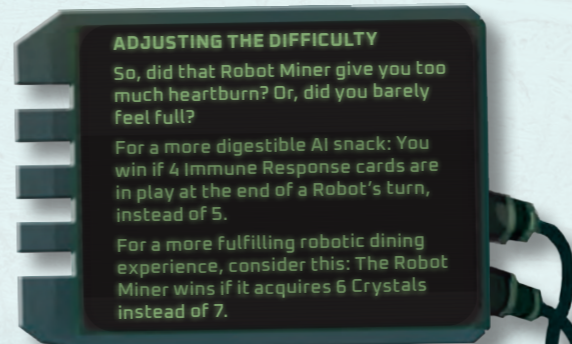 ADJUSTING THE DIFFICULTY
So, did that Robot Miner give you too
much heartburn? Or, did you barely
feel full?
For a more digestible AI snack: You
win if 4 Immune Response cards are
in play at the end of a Robot's turn,
instead of 5.
For a more fulfilling robotic dining
experience, consider this: The Robot
Miner wins if it acquires 6 Crystals
instead of 7.